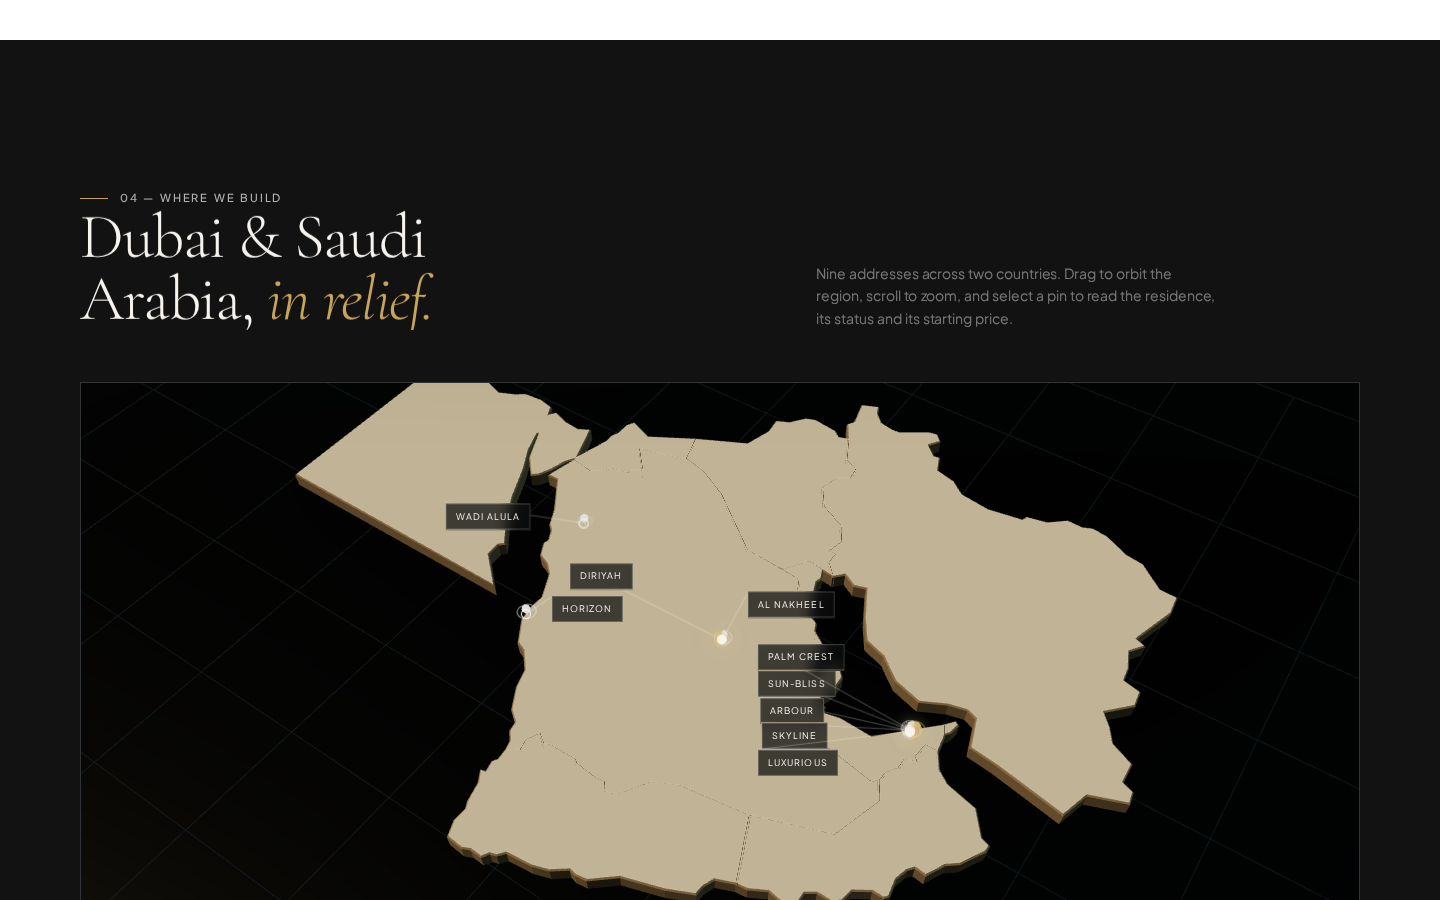 04 — WHERE WE BUILD
Dubai & Saudi
Arabia, in relief.
Nine addresses across two countries. Drag to orbit the
region, scroll to zoom, and select a pin to read the residence,
its status and its starting price.
WADI ALULA
DIRIYAH
HORIZON
AL NAKHEEL
PALM CREST
SUN-BLISS
ARBOUR
SKYLINE
LUXURIOUS